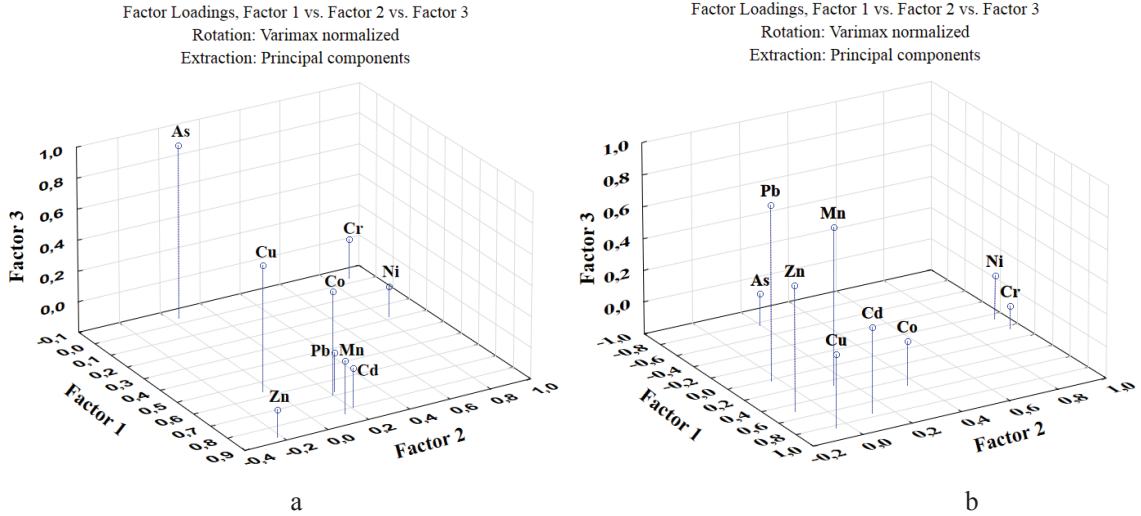 Factor Loadings, Factor 1 vs. Factor 2 vs. Factor 3
Rotation: Varimax normalized
Extraction: Principal components
As
Cr
Cu
Ni
Co
Pb
Mn
Cd
Zn
1,0
0,8
0,6
0,4
0,2
0,0
Factor 3
-0,1
0,0
0,1
0,2
0,3
0,4
0,5
0,6
0,7
0,8
0,9
Factor 1
-0,4
-0,2
0,0
0,2
0,4
0,6
0,8
1,0
Factor 2
a
Factor Loadings, Factor 1 vs. Factor 2 vs. Factor 3
Rotation: Varimax normalized
Extraction: Principal components
Pb
Mn
Ni
As
Zn
Cr
Cd
Co
Cu
1,0
0,8
0,6
0,4
0,2
0,0
Factor 3
-1,0
-0,8
-0,6
-0,4
-0,2
0,0
0,2
0,4
0,6
0,8
1,0
Factor 1
-0,2
0,0
0,2
0,4
0,6
0,8
1,0
Factor 2
b